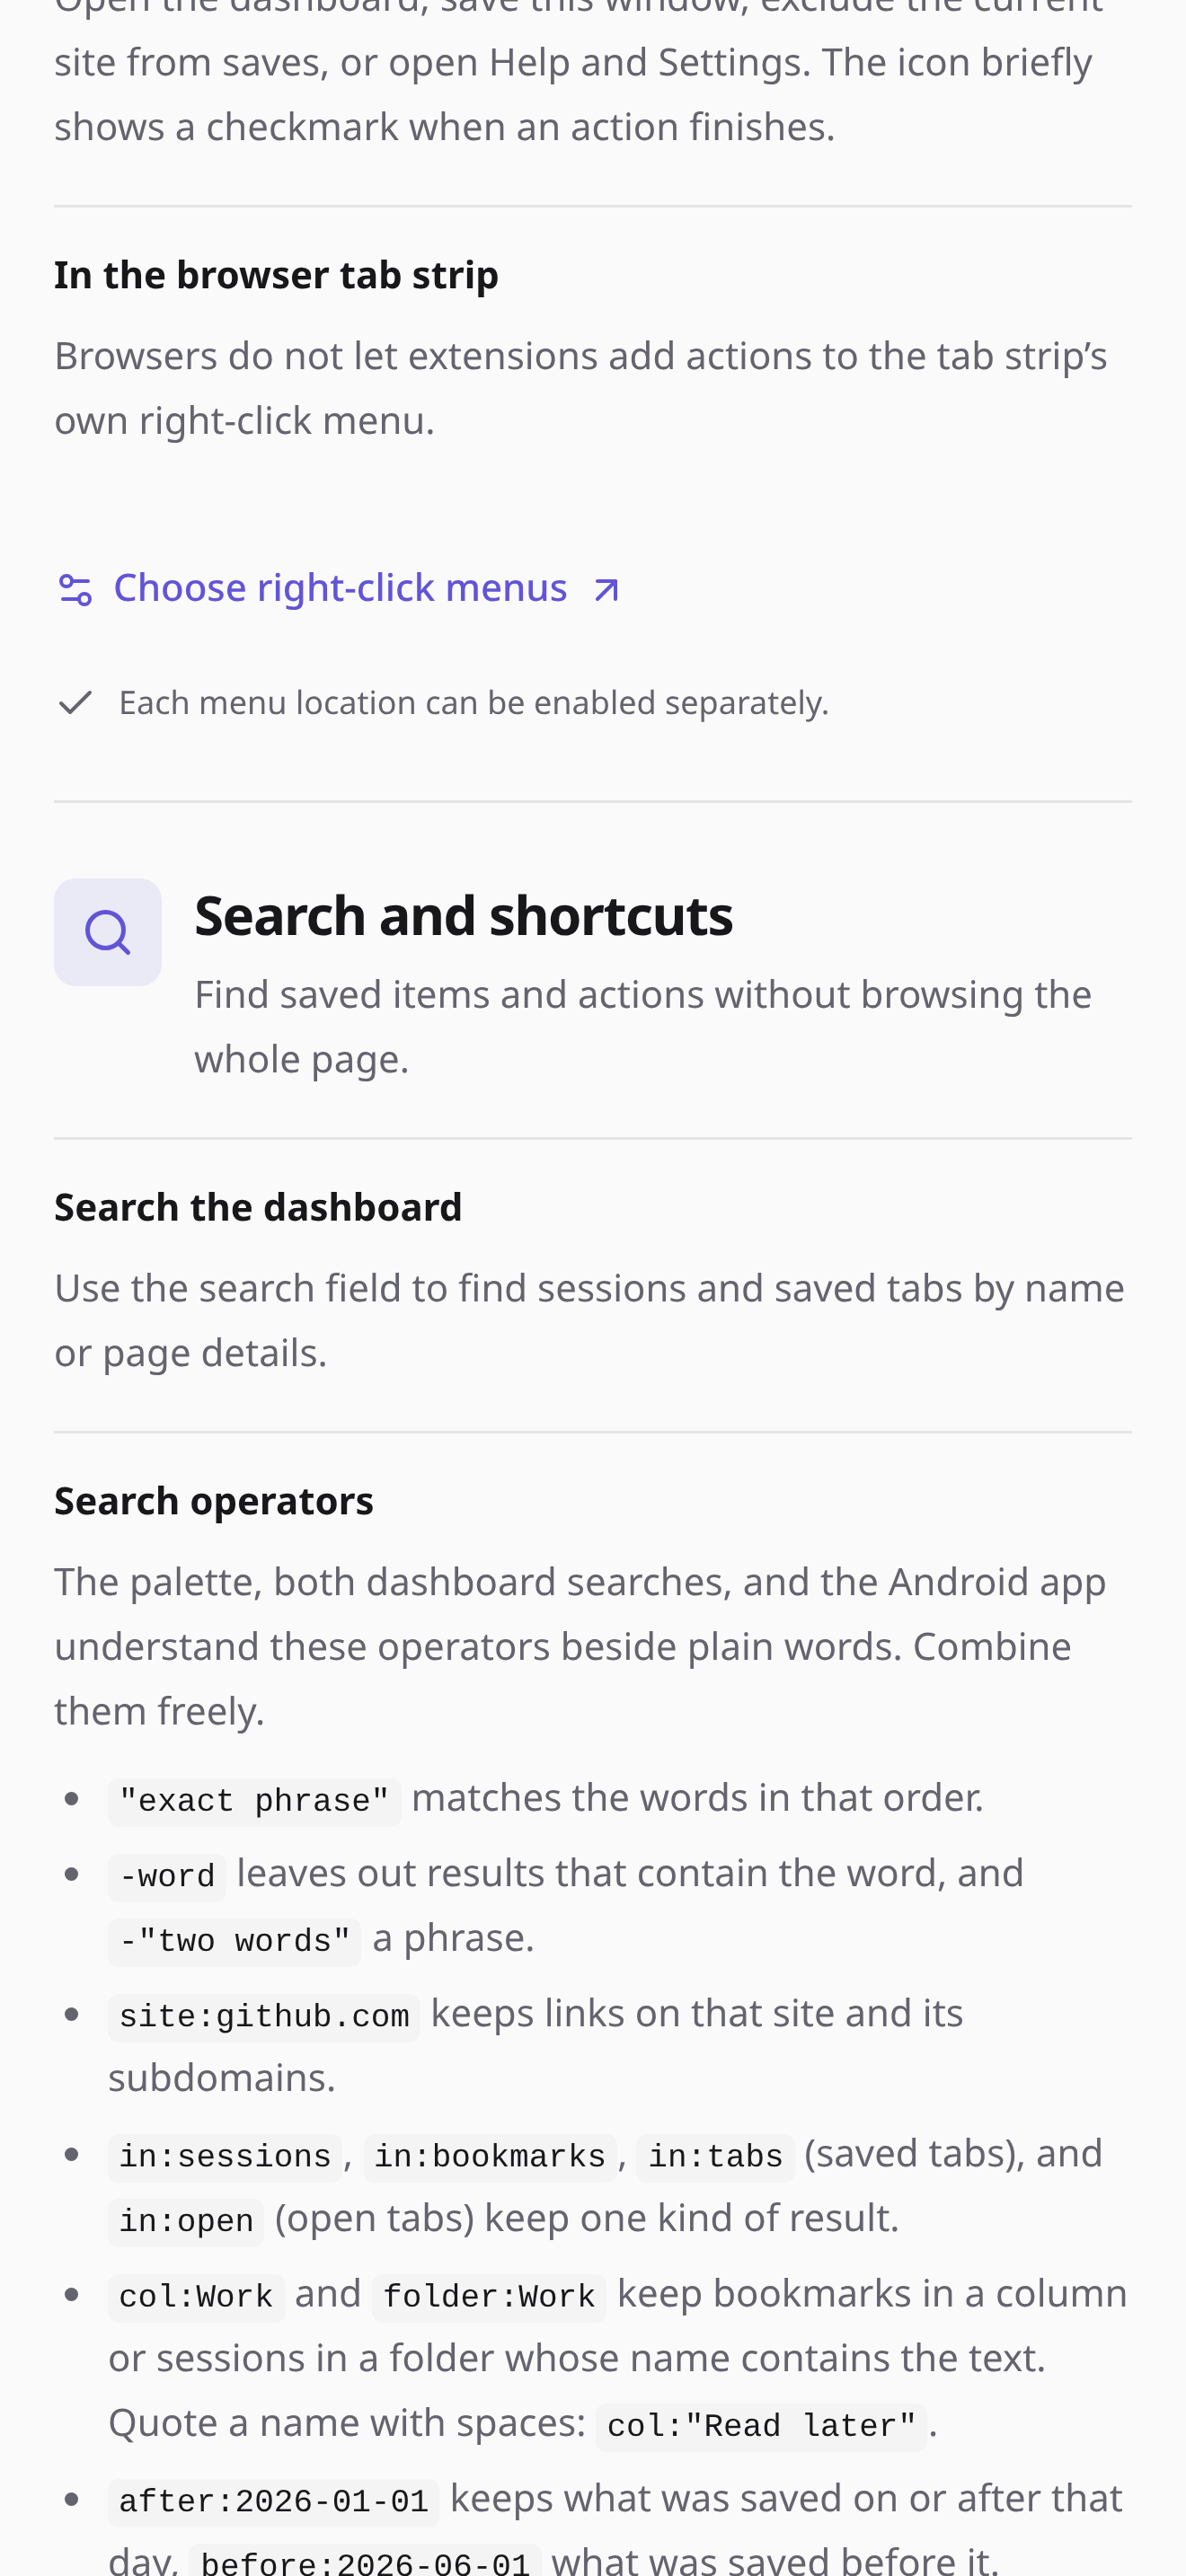 Open the dashboard, save this window, exclude the current
site from saves, or open Help and Settings. The icon briefly
shows a checkmark when an action finishes.
In the browser tab strip
Browsers do not let extensions add actions to the tab strip’s
own right-click menu.
Choose right-click menus
Each menu location can be enabled separately.
Search and shortcuts
Find saved items and actions without browsing the
whole page.
Search the dashboard
Use the search field to find sessions and saved tabs by name
or page details.
Search operators
The palette, both dashboard searches, and the Android app
understand these operators beside plain words. Combine
them freely.
"exact phrase" matches the words in that order.
-word leaves out results that contain the word, and
-"two words" a phrase.
site:github.com keeps links on that site and its
subdomains.
in:sessions, in:bookmarks, in:tabs (saved tabs), and
in:open (open tabs) keep one kind of result.
col:Work and folder:Work keep bookmarks in a column
or sessions in a folder whose name contains the text.
Quote a name with spaces: col:"Read later".
after:2026-01-01 keeps what was saved on or after that
day, before:2026-06-01 what was saved before it.